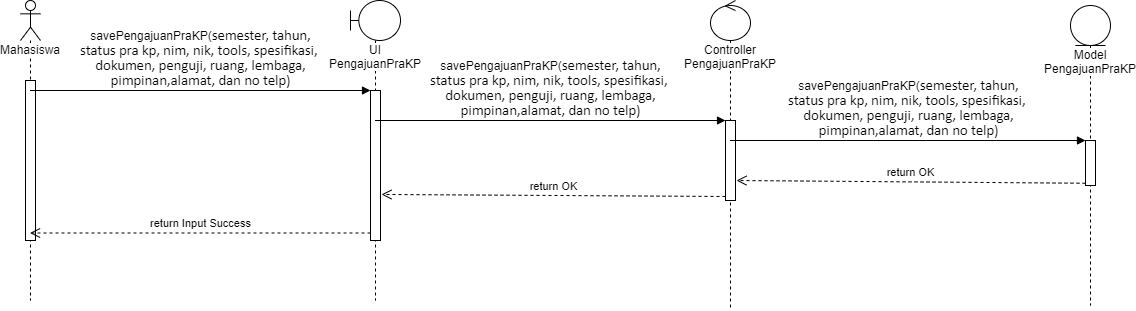 Mahasiswa
savePengajuanPraKP(semester, tahun,
status pra kp, nim, nik, tools, spesifikasi,
dokumen, penguji, ruang, lembaga,
pimpinan,alamat, dan no telp)
UI
PengajuanPraKP
savePengajuanPraKP(semester, tahun,
status pra kp, nim, nik, tools, spesifikasi,
dokumen, penguji, ruang, lembaga,
pimpinan,alamat, dan no telp)
Controller
PengajuanPraKP
savePengajuanPraKP(semester, tahun,
status pra kp, nim, nik, tools, spesifikasi,
dokumen, penguji, ruang, lembaga,
pimpinan,alamat, dan no telp)
Model
PengajuanPraKP
return OK
return OK
return Input Success